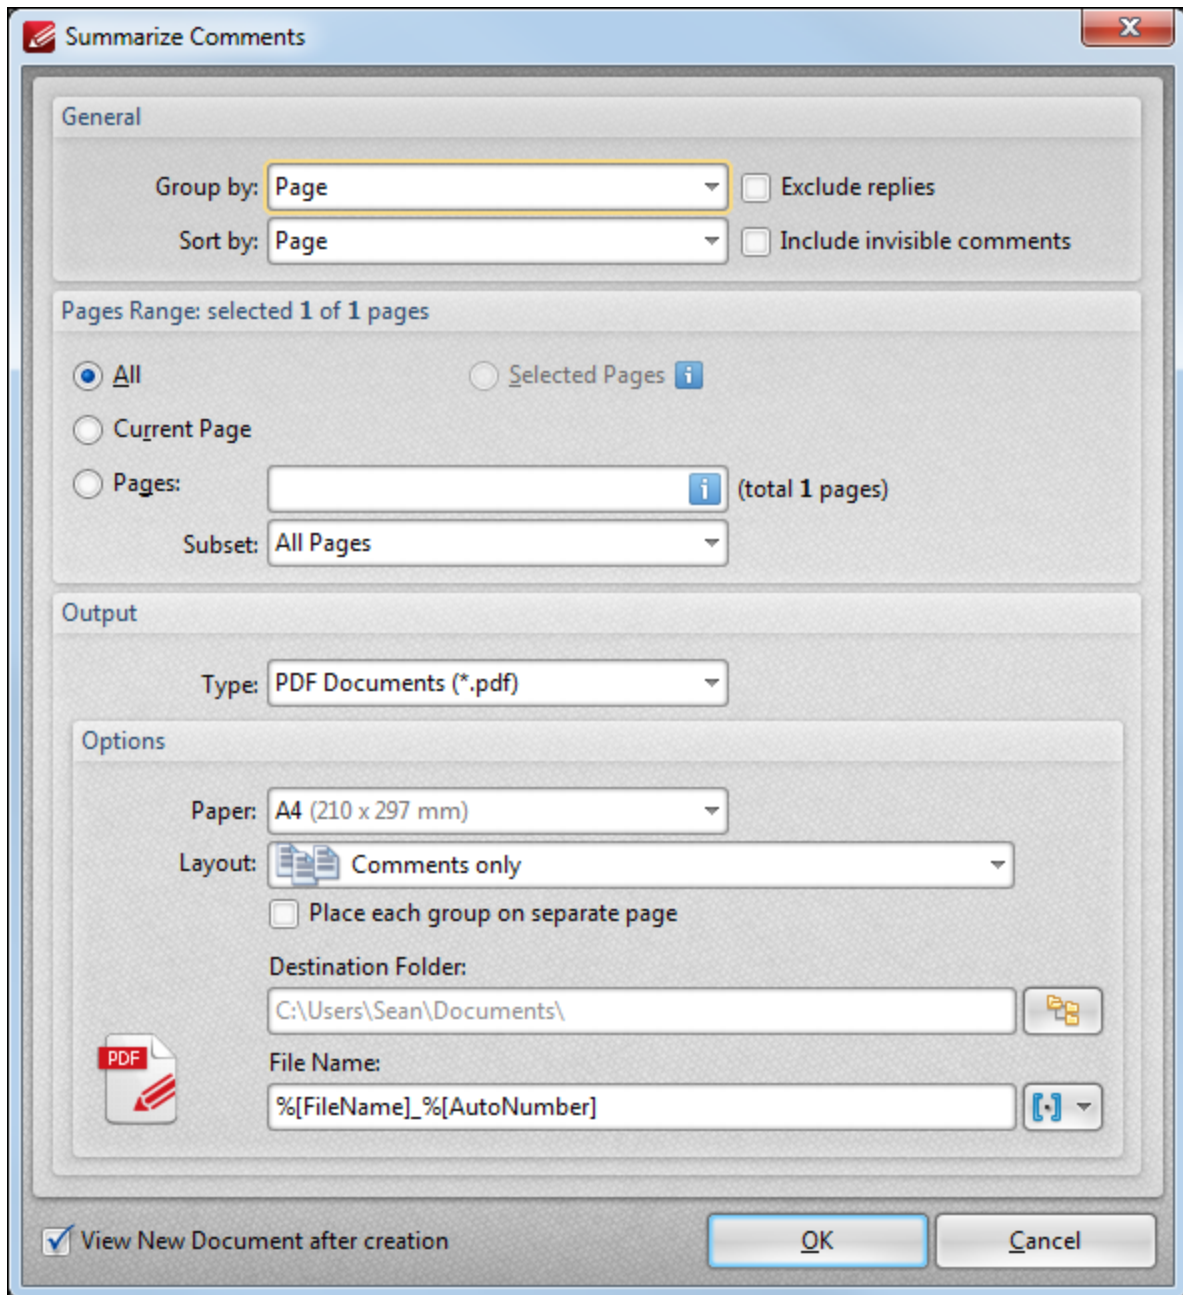 Summarize Comments
X
General
Group by: Page Exclude replies
Sort by: Page Include invisible comments
Pages Range: selected 1 of 1 pages
All Selected Pages i
Current Page
Pages: i (total 1 pages)
Subset: All Pages
Output
Type: PDF Documents (*.pdf)
Options
Paper: A4 (210 x 297 mm)
Layout: Comments only
Place each group on separate page
Destination Folder:
C:\Users\Sean\Documents\
PDF
File Name:
%[FileName]_%[AutoNumber]
View New Document after creation OK Cancel